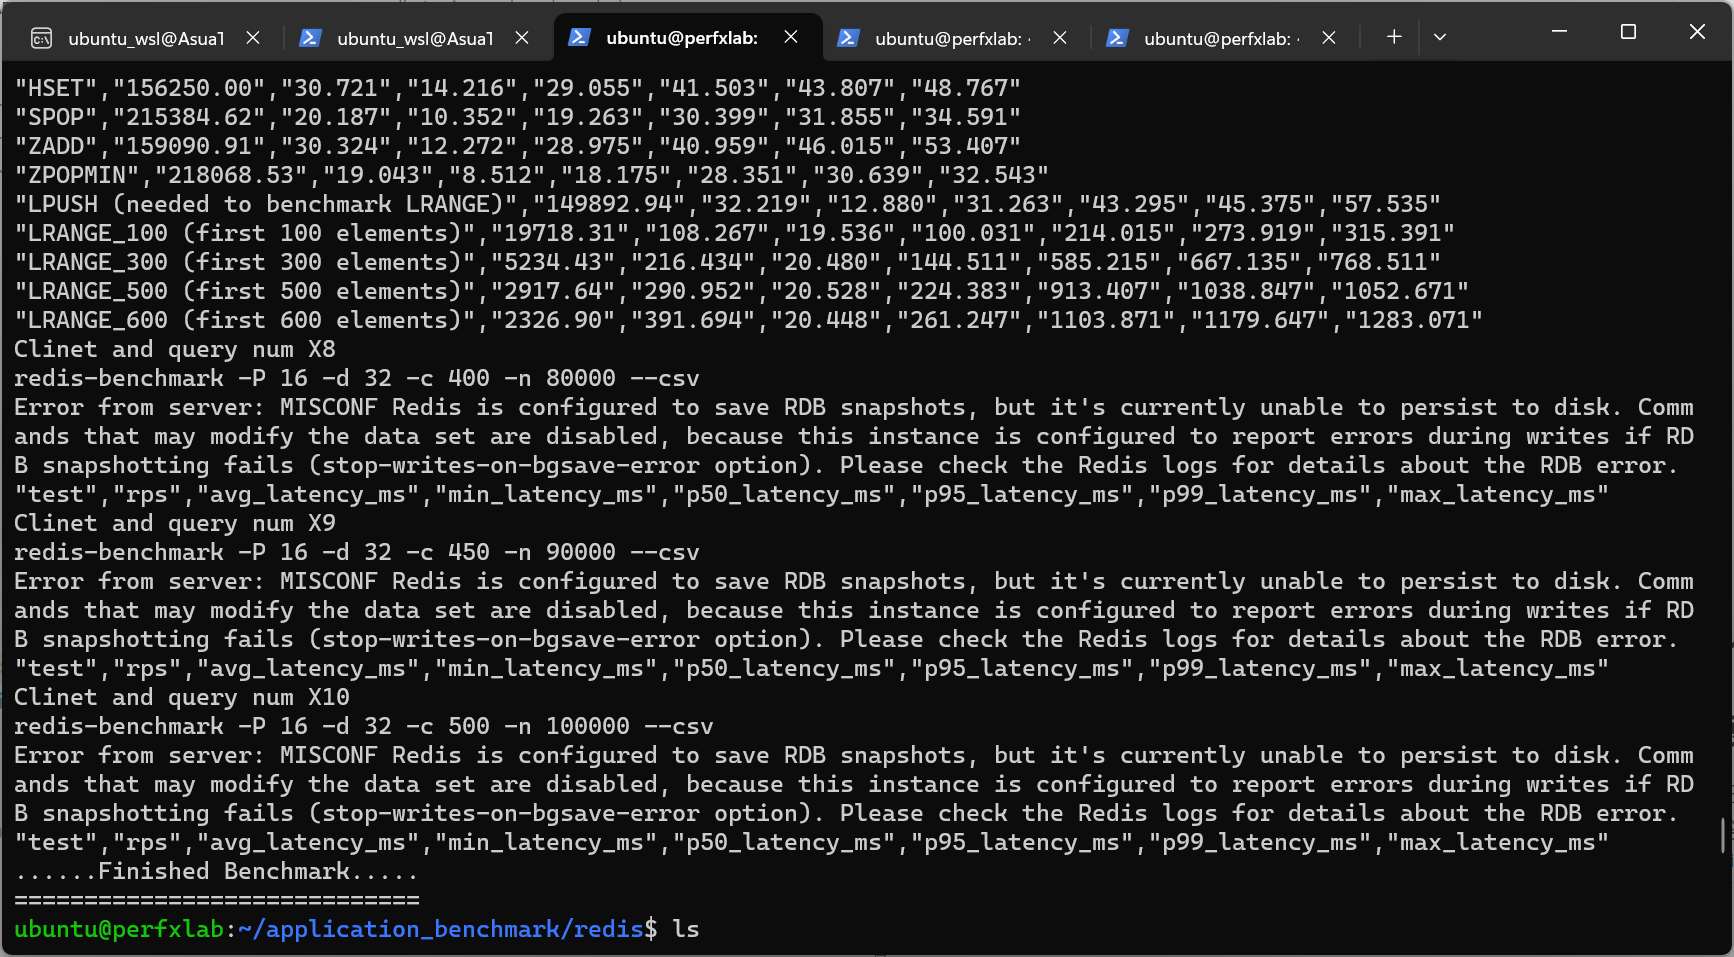 ubuntu_wsl@AsuaT
ubuntu_wsl@AsuaT
ubuntu@perfxlab:
ubuntu@perfxlab: ·
ubuntu@perfxlab: ·
"HSET","156250.00","30.721","14.216","29.055","41.503","43.807","48.767"
"SPOP","215384.62","20.187","10.352","19.263","30.399","31.855","34.591"
"ZADD","159090.91","30.324","12.272","28.975","40.959","46.015","53.407"
"ZPOPMIN","218068.53","19.043","8.512","18.175","28.351","30.639","32.543"
"LPUSH (needed to benchmark LRANGE)","149892.94","32.219","12.880","31.263","43.295","45.375","57.535"
"LRANGE_100 (first 100 elements)","19718.31","108.267","19.536","100.031","214.015","273.919","315.391"
"LRANGE_300 (first 300 elements)","5234.43","216.434","20.480","144.511","585.215","667.135","768.511"
"LRANGE_500 (first 500 elements)","2917.64","290.952","20.528","224.383","913.407","1038.847","1052.671"
"LRANGE_600 (first 600 elements)","2326.90","391.694","20.448","261.247","1103.871","1179.647","1283.071"
Clinet and query num X8
redis-benchmark -P 16 -d 32 -c 400 -n 80000 --csv
Error from server: MISCONF Redis is configured to save RDB snapshots, but it's currently unable to persist to disk. Comm
ands that may modify the data set are disabled, because this instance is configured to report errors during writes if RD
B snapshotting fails (stop-writes-on-bgsave-error option). Please check the Redis logs for details about the RDB error.
"test","rps","avg_latency_ms","min_latency_ms","p50_latency_ms","p95_latency_ms","p99_latency_ms","max_latency_ms"
Clinet and query num X9
redis-benchmark -P 16 -d 32 -c 450 -n 90000 --csv
Error from server: MISCONF Redis is configured to save RDB snapshots, but it's currently unable to persist to disk. Comm
ands that may modify the data set are disabled, because this instance is configured to report errors during writes if RD
B snapshotting fails (stop-writes-on-bgsave-error option). Please check the Redis logs for details about the RDB error.
"test","rps","avg_latency_ms","min_latency_ms","p50_latency_ms","p95_latency_ms","p99_latency_ms","max_latency_ms"
Clinet and query num X10
redis-benchmark -P 16 -d 32 -c 500 -n 100000 --csv
Error from server: MISCONF Redis is configured to save RDB snapshots, but it's currently unable to persist to disk. Comm
ands that may modify the data set are disabled, because this instance is configured to report errors during writes if RD
B snapshotting fails (stop-writes-on-bgsave-error option). Please check the Redis logs for details about the RDB error.
"test","rps","avg_latency_ms","min_latency_ms","p50_latency_ms","p95_latency_ms","p99_latency_ms","max_latency_ms"
......Finished Benchmark.....
=============================
ubuntu@perfxlab:~/application_benchmark/redis$ ls